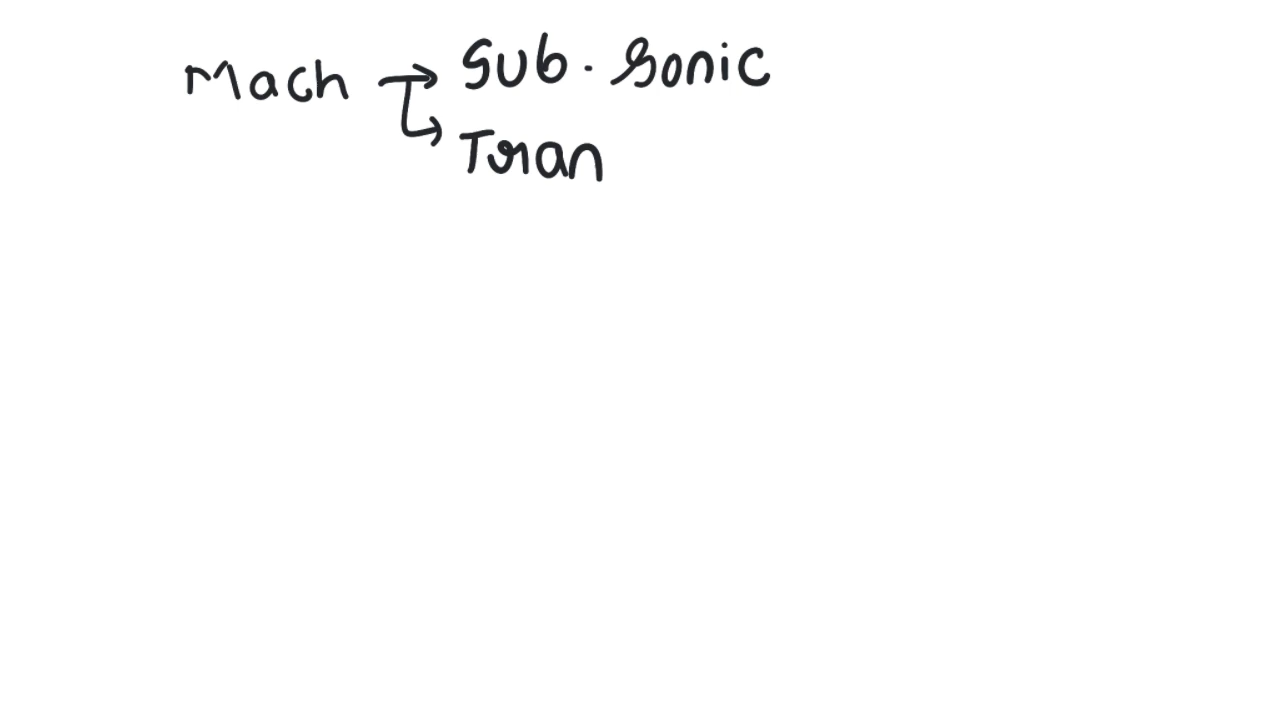 Mach → Sub. Sonic
↳ Tran